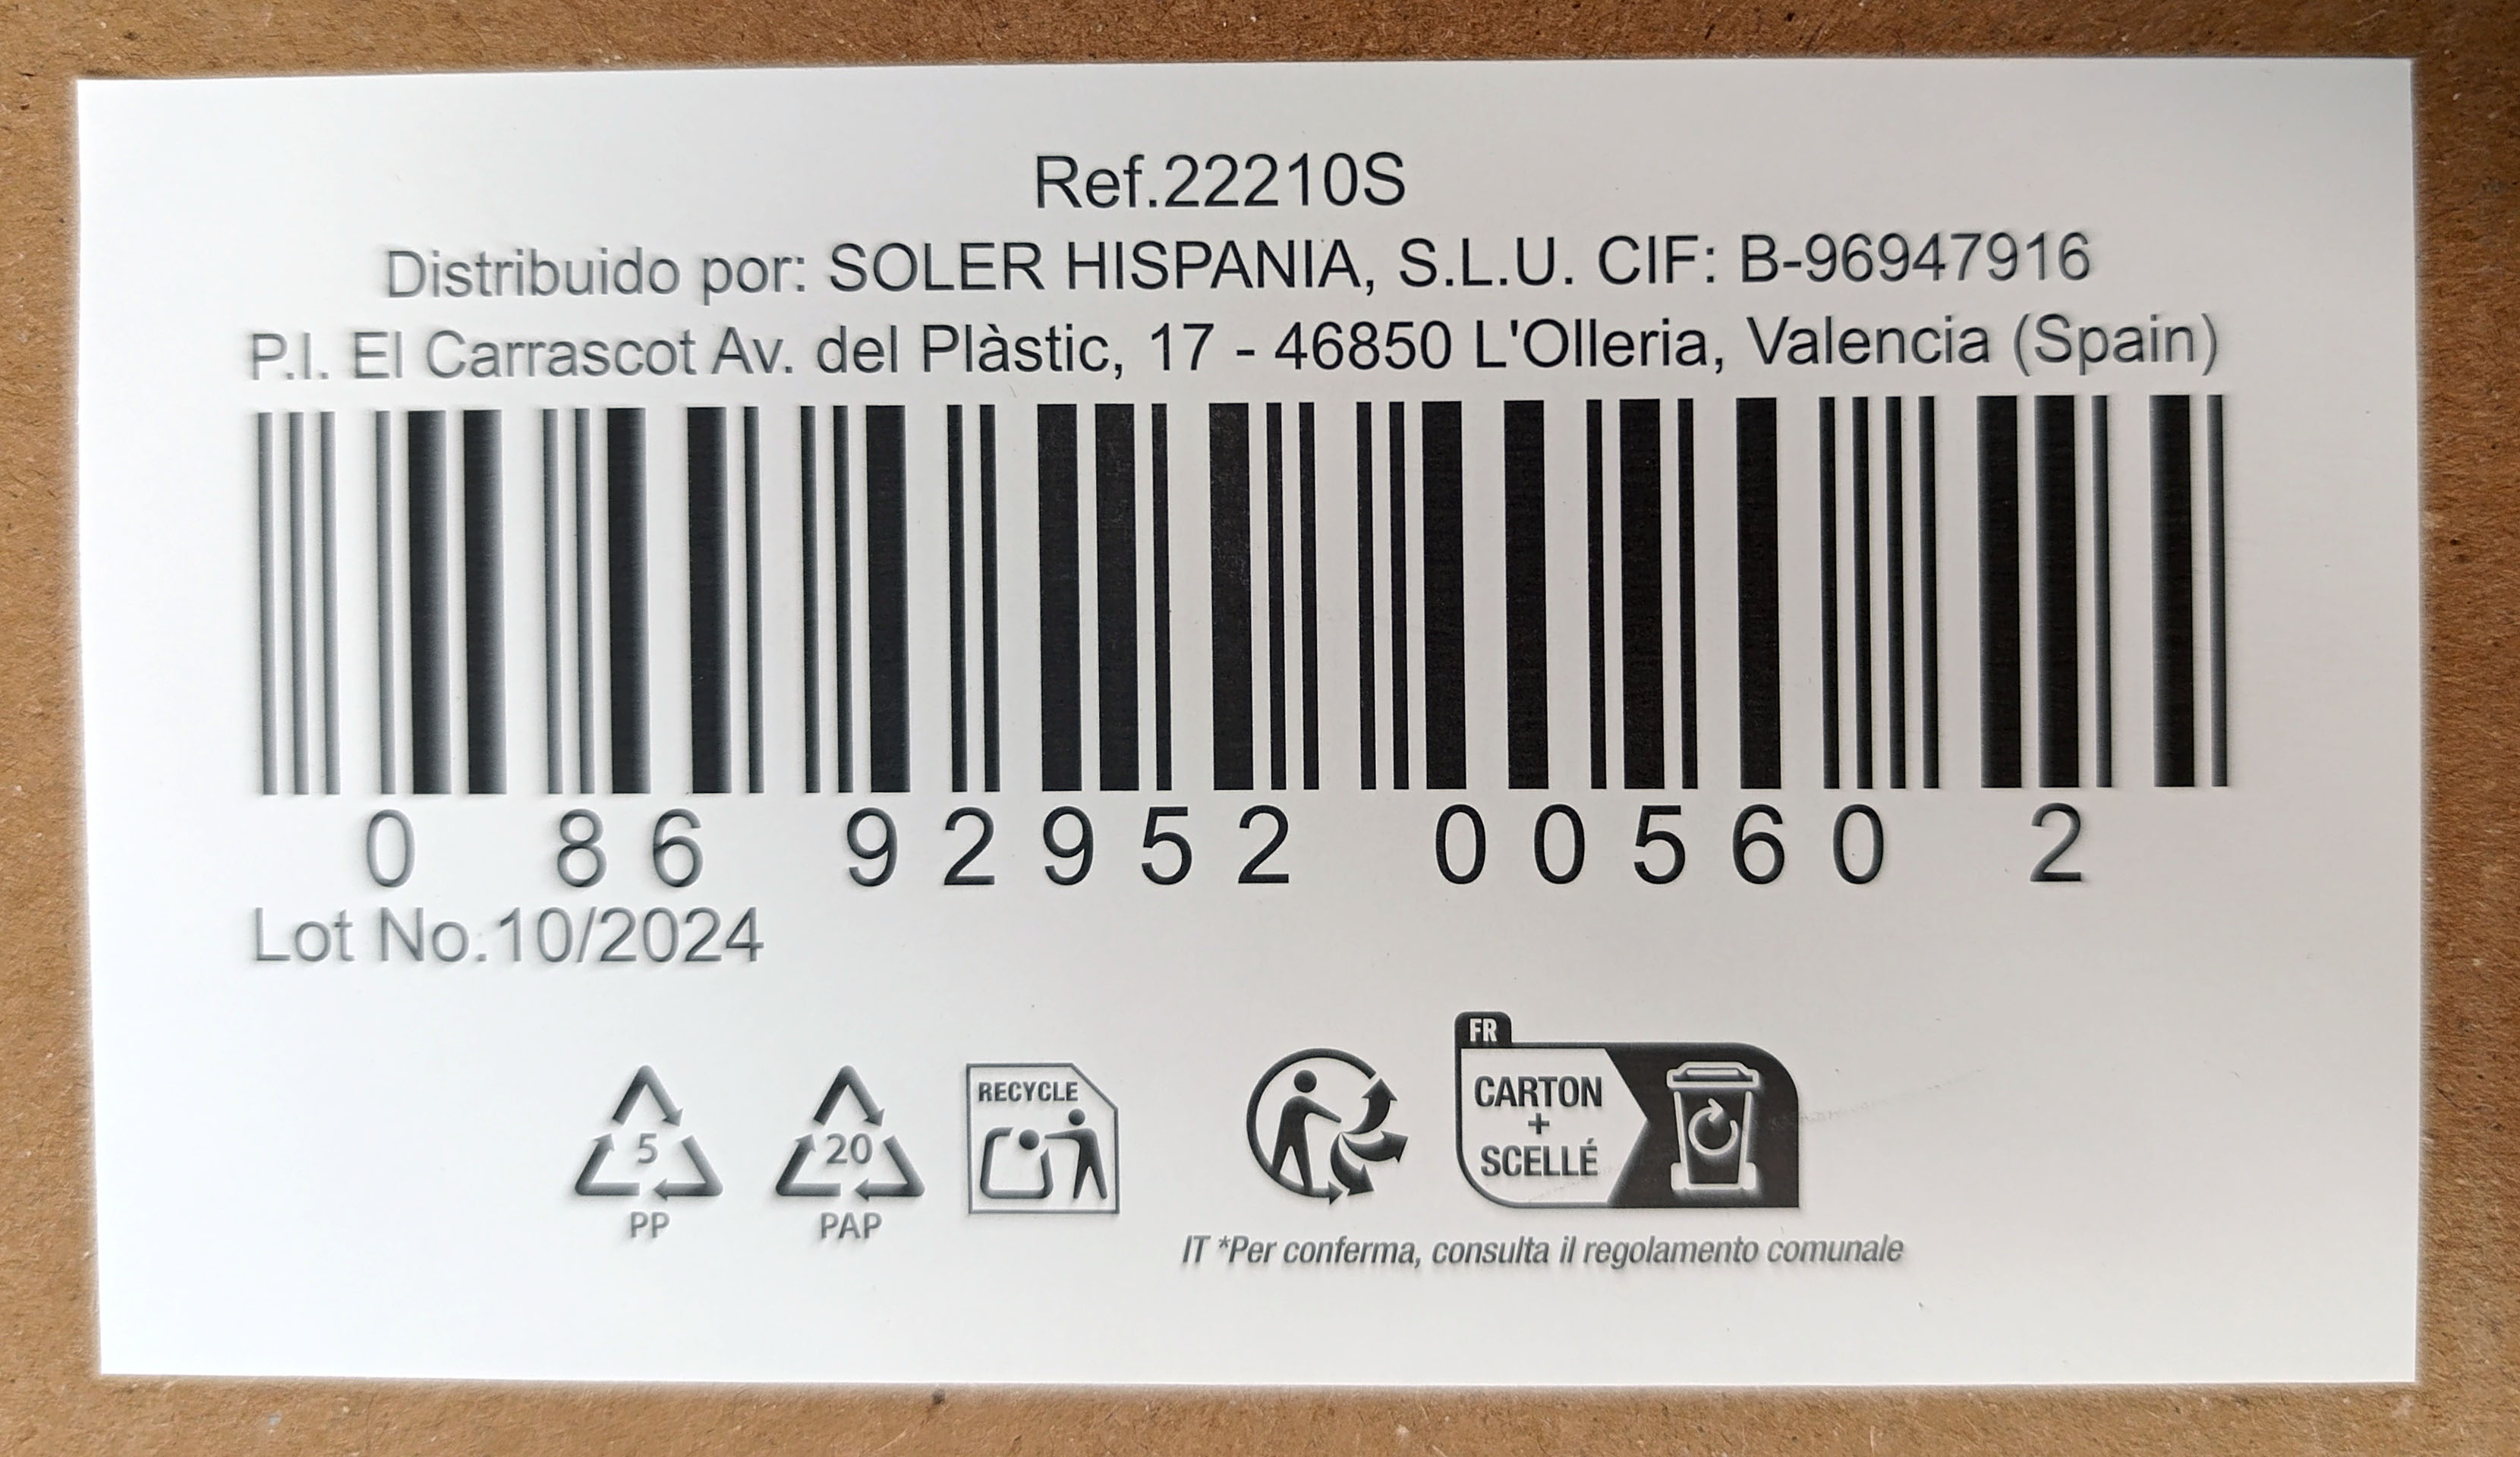 Ref.22210S
Distribuido por: SOLER HISPANIA, S.L.U. CIF: B-96947916
P.I. El Carrascot Av. del Plàstic, 17 - 46850 L'Olleria, Valencia (Spain)
0 86 92952 00560 2
Lot No.10/2024
5
PP
20
PAP
RECYCLE
FR
CARTON
+
SCELLÉ
IT *Per conferma, consulta il regolamento comunale